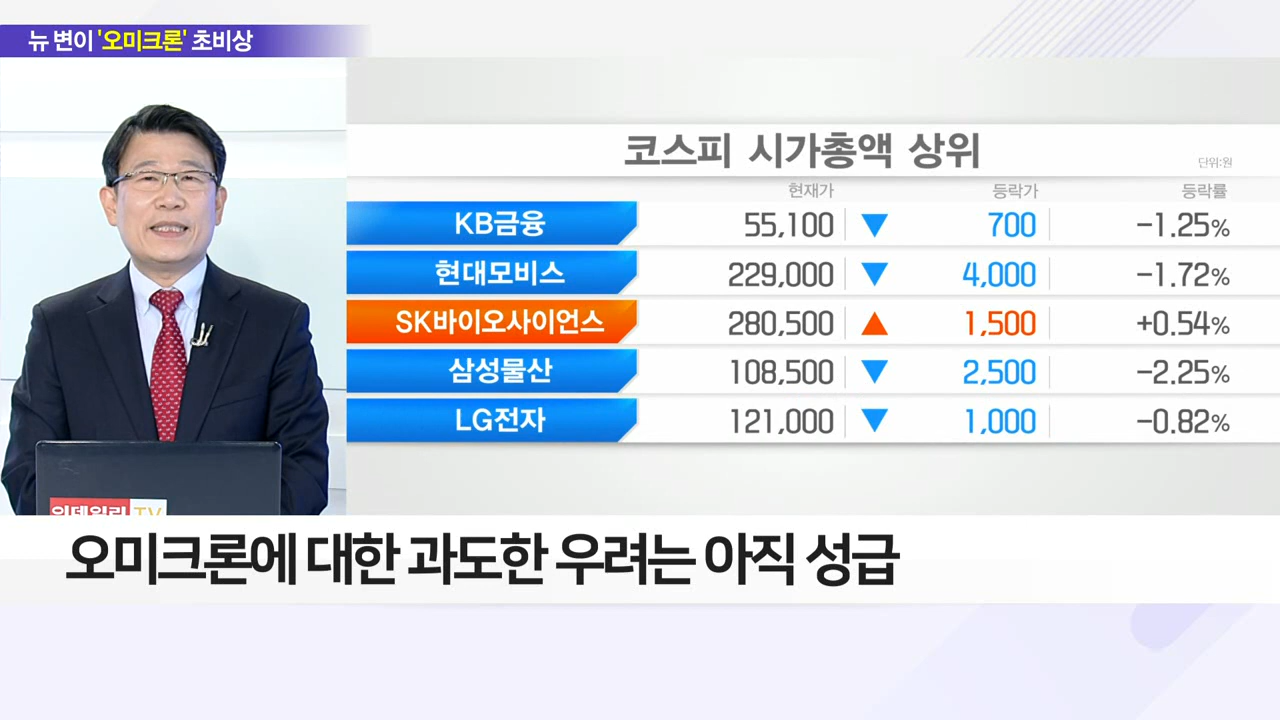 뉴 변이 '오미크론' 초비상
코스피 시가총액 상위
단위:원
현재가 등락가 등락률
KB금융 55,100 ▼ 700 -1.25%
현대모비스 229,000 ▼ 4,000 -1.72%
SK바이오사이언스 280,500 ▲ 1,500 +0.54%
삼성물산 108,500 ▼ 2,500 -2.25%
LG전자 121,000 ▼ 1,000 -0.82%
이데일리 TV
오미크론에 대한 과도한 우려는 아직 성급